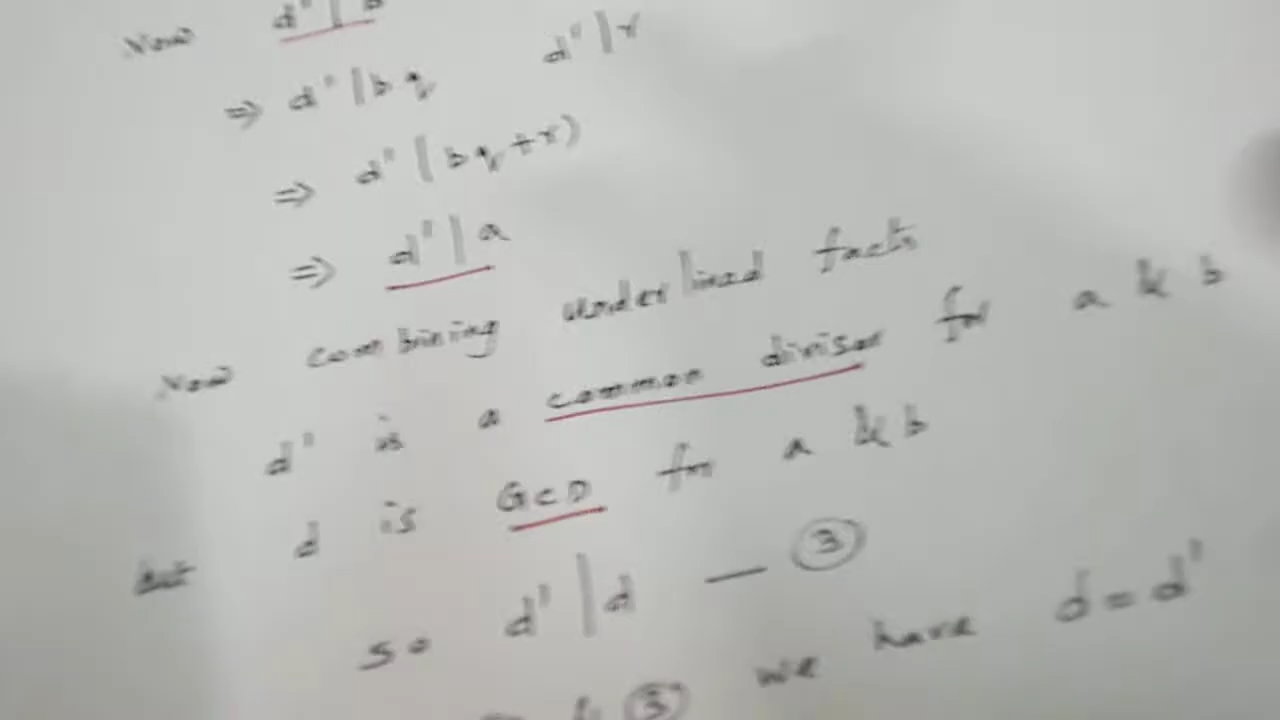 Now d' | b
d' | r
⇒ d' | bq
⇒ d' | (bq + r)
⇒ d' | a
Now combining underlined facts
d' is a common divisor for a & b
But d is GCD for a & b
so d' | d — ③
& ③ we have d = d'